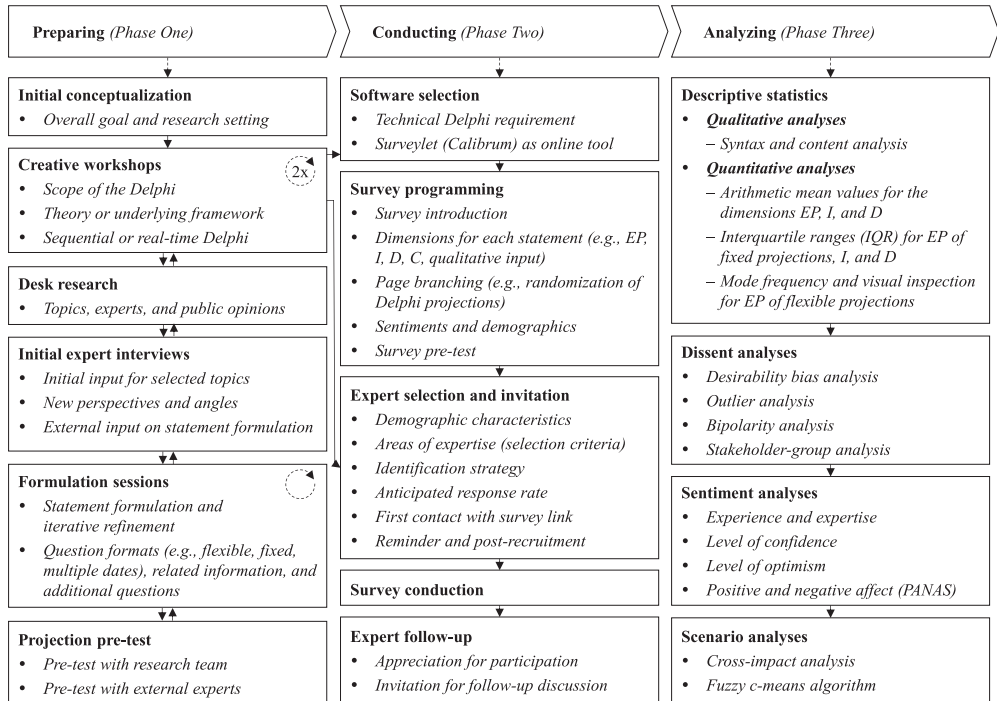 Preparing (Phase One)
Initial conceptualization
• Overall goal and research setting
Creative workshops
2x
• Scope of the Delphi
• Theory or underlying framework
• Sequential or real-time Delphi
Desk research
• Topics, experts, and public opinions
Initial expert interviews
• Initial input for selected topics
• New perspectives and angles
• External input on statement formulation
Formulation sessions
• Statement formulation and
iterative refinement
• Question formats (e.g., flexible, fixed,
multiple dates), related information, and
additional questions
Projection pre-test
• Pre-test with research team
• Pre-test with external experts
Conducting (Phase Two)
Software selection
• Technical Delphi requirement
• Surveylet (Calibrum) as online tool
Survey programming
• Survey introduction
• Dimensions for each statement (e.g., EP,
I, D, C, qualitative input)
• Page branching (e.g., randomization of
Delphi projections)
• Sentiments and demographics
• Survey pre-test
Expert selection and invitation
• Demographic characteristics
• Areas of expertise (selection criteria)
• Identification strategy
• Anticipated response rate
• First contact with survey link
• Reminder and post-recruitment
Survey conduction
Expert follow-up
• Appreciation for participation
• Invitation for follow-up discussion
Analyzing (Phase Three)
Descriptive statistics
• Qualitative analyses
– Syntax and content analysis
• Quantitative analyses
– Arithmetic mean values for the
dimensions EP, I, and D
– Interquartile ranges (IQR) for EP of
fixed projections, I, and D
– Mode frequency and visual inspection
for EP of flexible projections
Dissent analyses
• Desirability bias analysis
• Outlier analysis
• Bipolarity analysis
• Stakeholder-group analysis
Sentiment analyses
• Experience and expertise
• Level of confidence
• Level of optimism
• Positive and negative affect (PANAS)
Scenario analyses
• Cross-impact analysis
• Fuzzy c-means algorithm